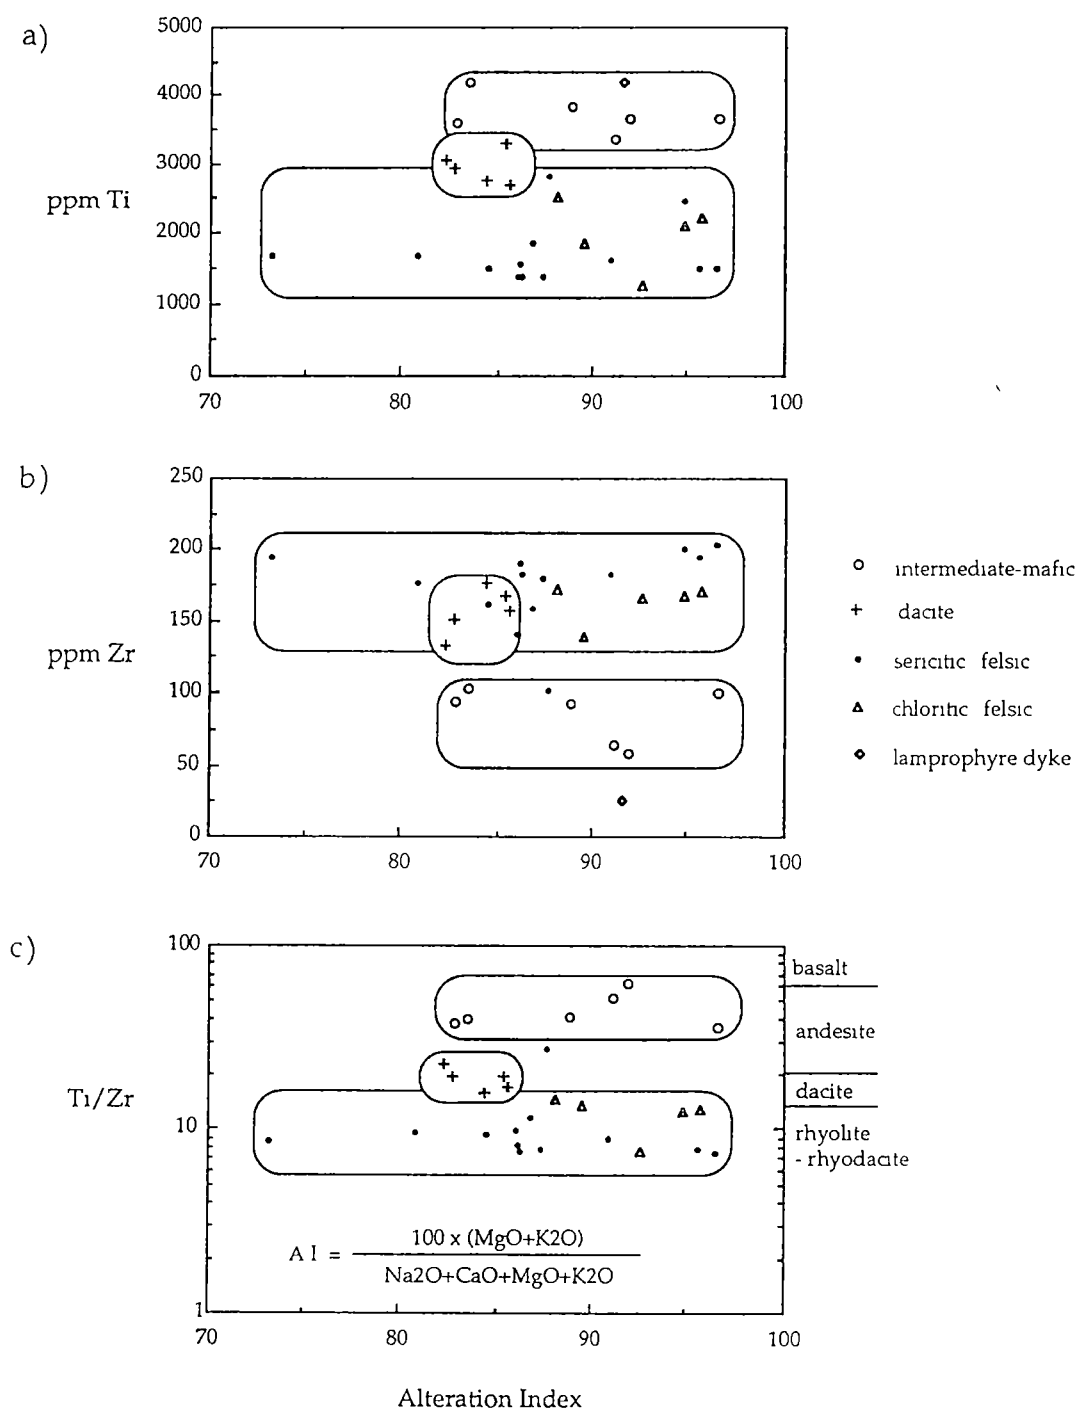 a)
5000
4000
3000
2000
1000
0
ppm Ti
70 80 90 100
b)
250
200
150
100
50
0
ppm Zr
70 80 90 100
intermediate-mafic
dacite
sericitic felsic
chloritic felsic
lamprophyre dyke
c)
100
10
1
Ti/Zr
basalt
andesite
dacite
rhyolite
- rhyodacite
100 x (MgO+K2O)
A I =
Na2O+CaO+MgO+K2O
70 80 90 100
Alteration Index